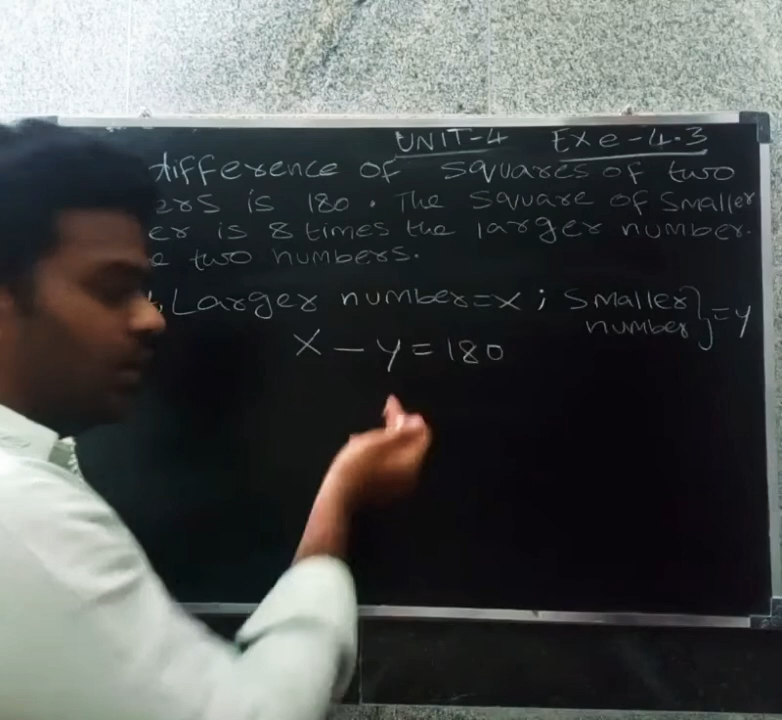 UNIT-4 Exe-4.3
difference of squares of two
ers is 180. The square of smaller
er is 8 times the larger number.
e two numbers.
Larger number=x; smaller
number}=y
x-y=180